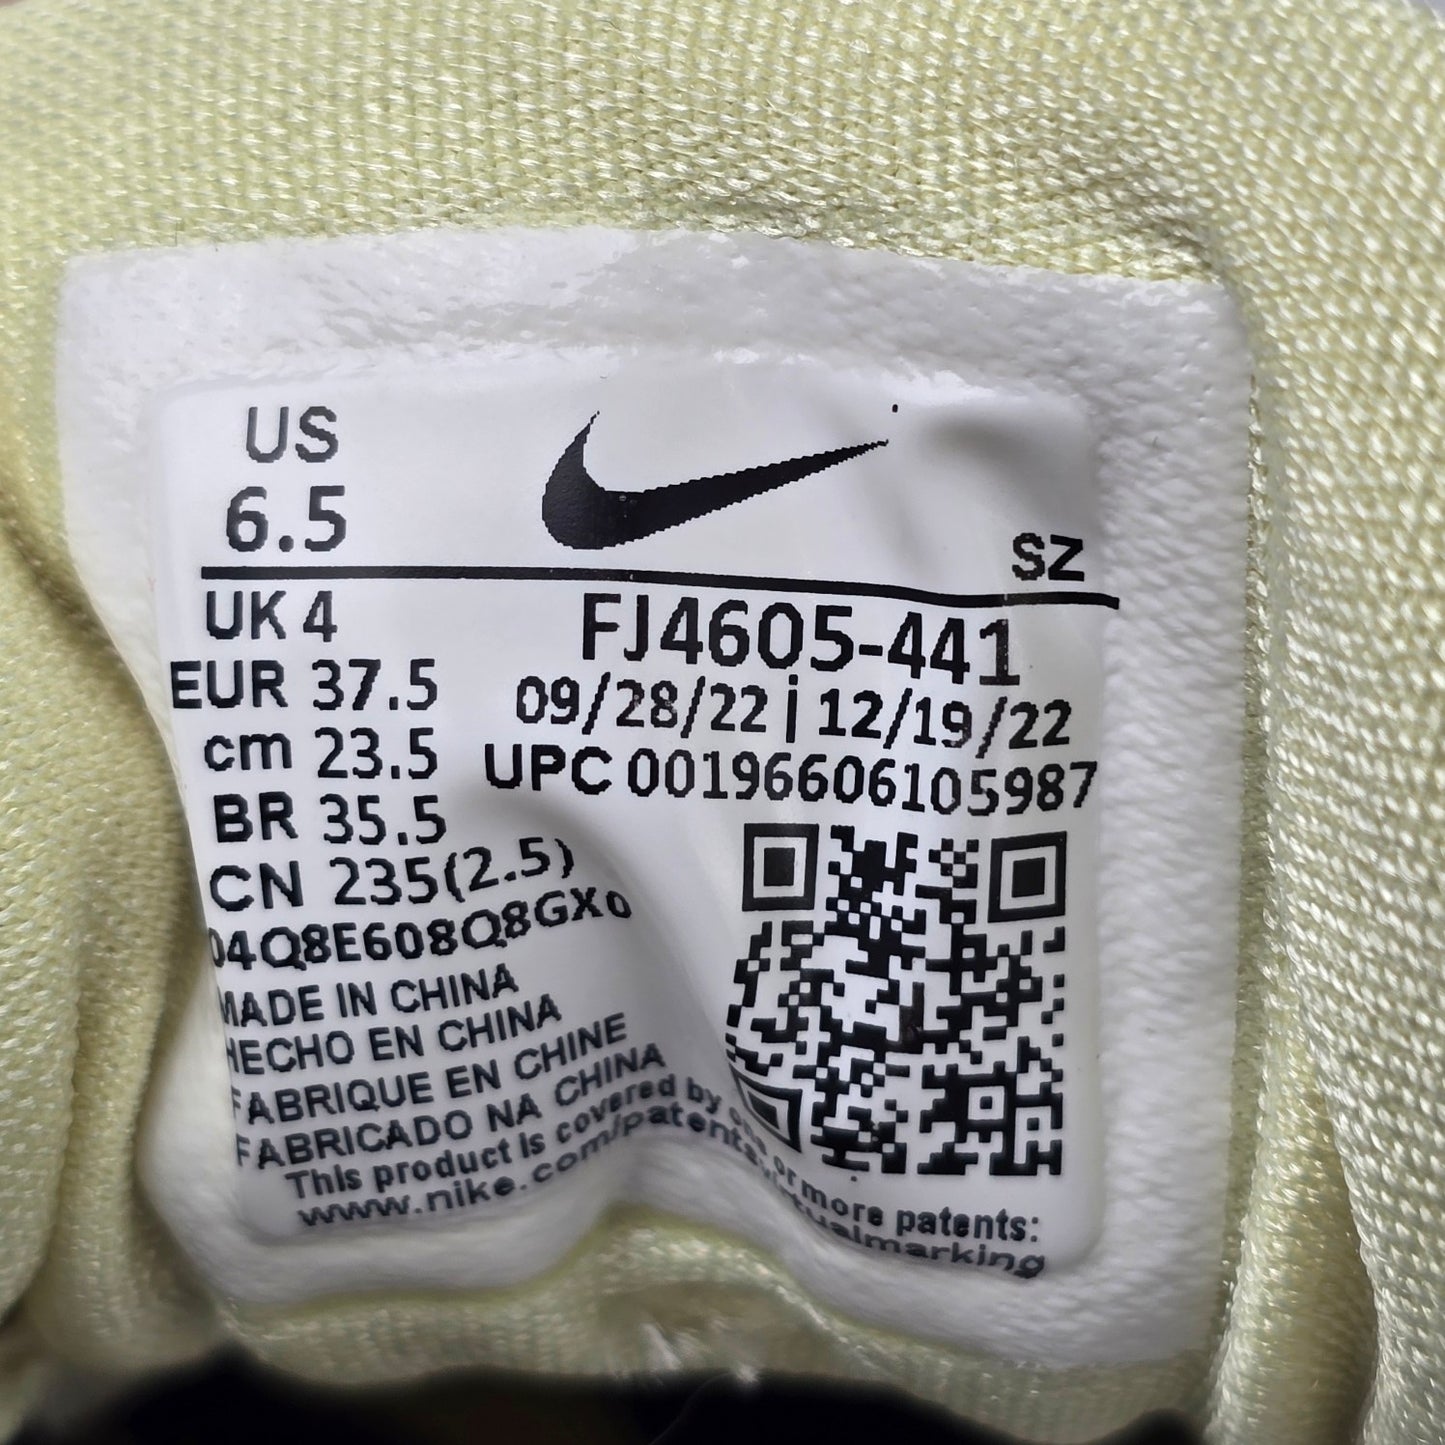 US
6.5
SZ
UK 4
EUR 37.5
cm 23.5
BR 35.5
CN 235(2.5)
FJ4605-441
09/28/22 | 12/19/22
UPC 00196606105987
04Q8E608Q8GX0
MADE IN CHINA
HECHO EN CHINA
FABRIQUE EN CHINE
FABRICADO NA CHINA
This product is covered by one or more patents:
www.nike.com/patents.virtualmarking